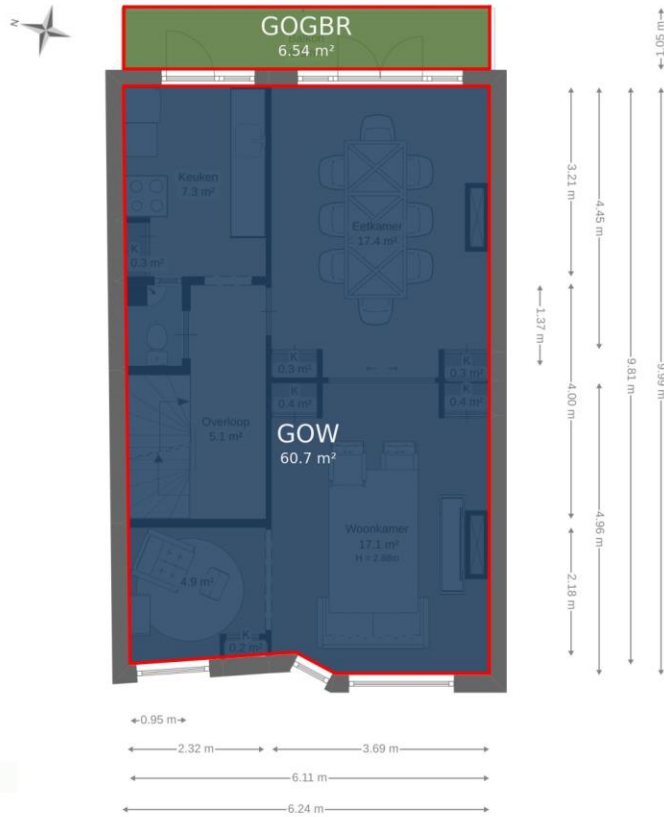 N
GOGBR
6.54 m²
1.05 m
Keuken
7.3 m²
Eetkamer
17.4 m²
3.21 m
4.45 m
K
0.3 m²
1.37 m
9.81 m
9.99 m
K
0.3 m²
K
0.3 m²
K
0.4 m²
K
0.4 m²
4.00 m
Overloop
5.1 m²
GOW
60.7 m²
4.96 m
Woonkamer
17.1 m²
H = 2.88m
4.9 m²
2.18 m
K
0.2 m²
0.95 m
2.32 m
3.69 m
6.11 m
6.24 m